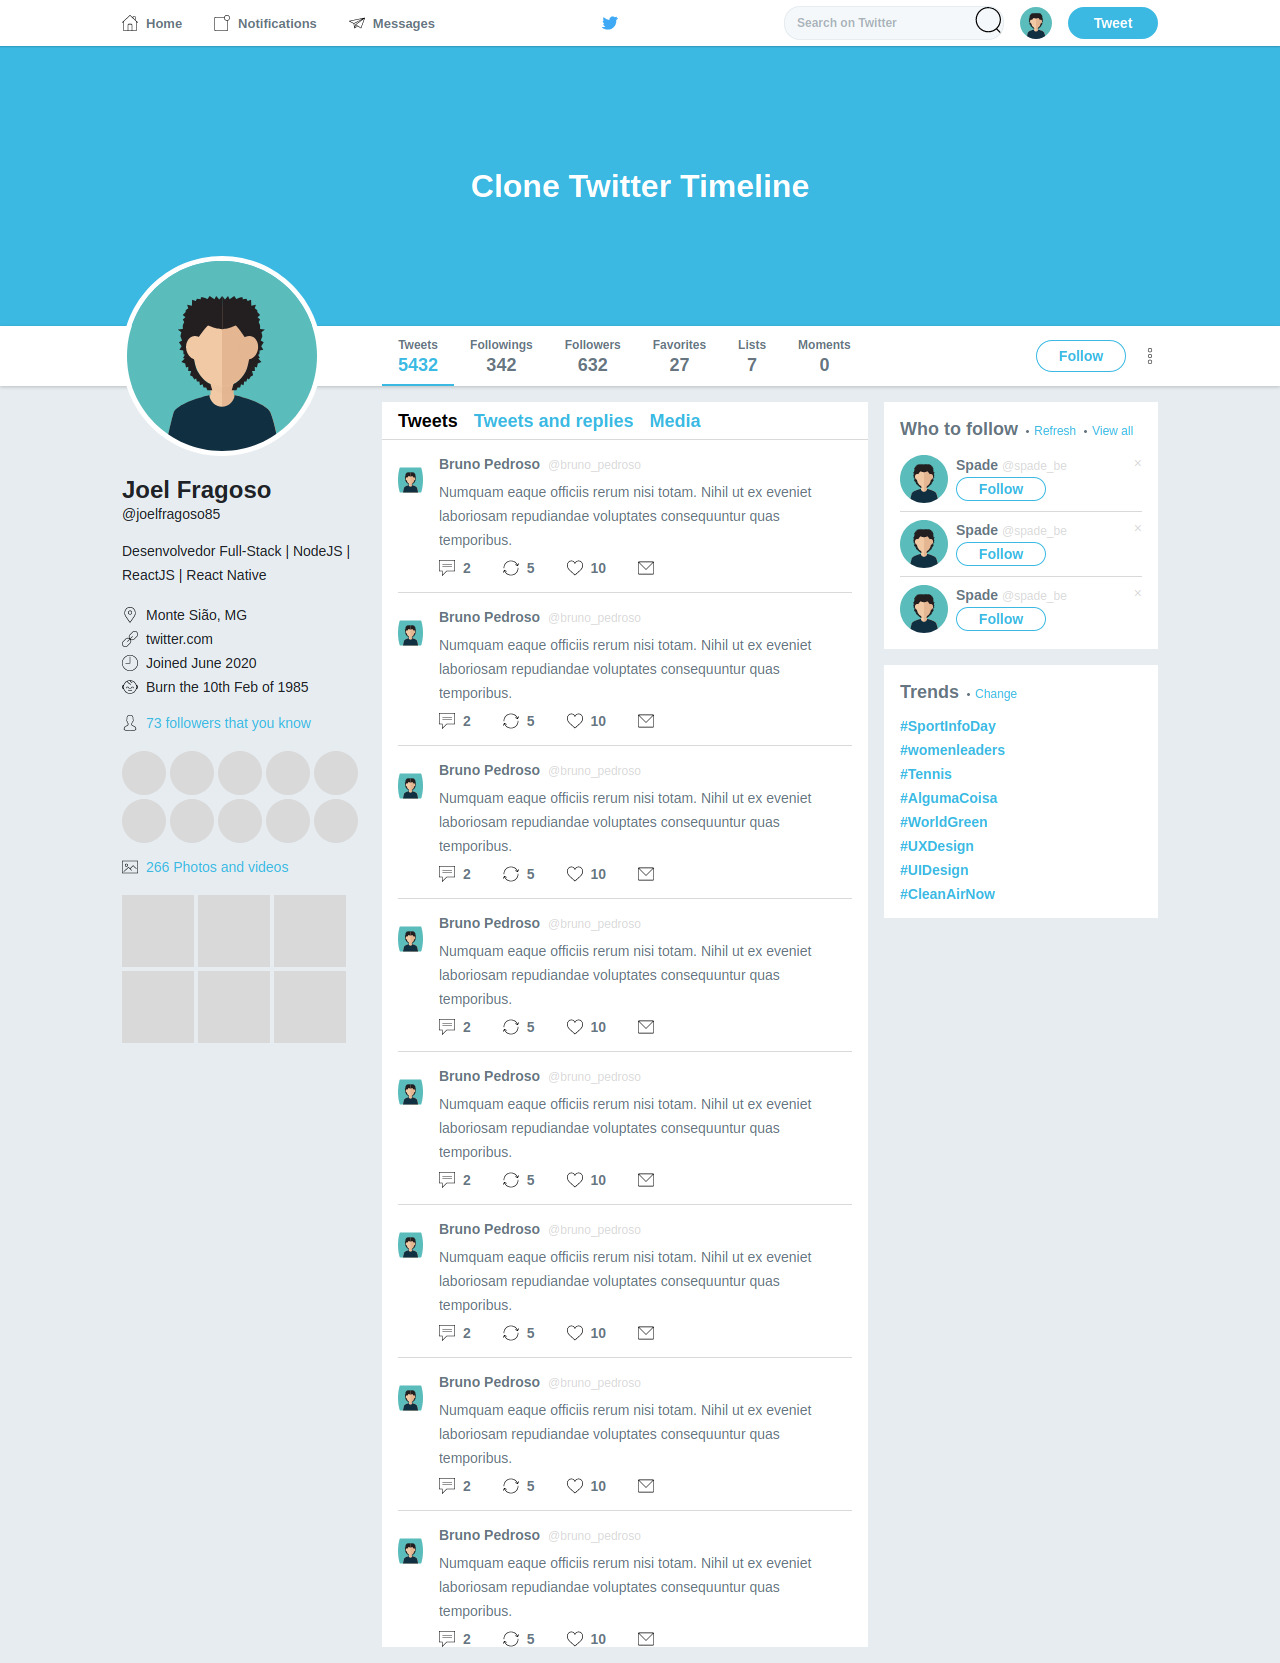 Home
Notifications
Messages
Search on Twitter
Tweet
Clone Twitter Timeline
Tweets
5432
Followings
342
Followers
632
Favorites
27
Lists
7
Moments
0
Follow
Joel Fragoso
@joelfragoso85
Desenvolvedor Full-Stack | NodeJS |
ReactJS | React Native
Monte Sião, MG
twitter.com
Joined June 2020
Burn the 10th Feb of 1985
73 followers that you know
266 Photos and videos
Tweets Tweets and replies Media
Bruno Pedroso @bruno_pedroso
Numquam eaque officiis rerum nisi totam. Nihil ut ex eveniet
laboriosam repudiandae voluptates consequuntur quas
temporibus.
2 5 10
Bruno Pedroso @bruno_pedroso
Numquam eaque officiis rerum nisi totam. Nihil ut ex eveniet
laboriosam repudiandae voluptates consequuntur quas
temporibus.
2 5 10
Bruno Pedroso @bruno_pedroso
Numquam eaque officiis rerum nisi totam. Nihil ut ex eveniet
laboriosam repudiandae voluptates consequuntur quas
temporibus.
2 5 10
Bruno Pedroso @bruno_pedroso
Numquam eaque officiis rerum nisi totam. Nihil ut ex eveniet
laboriosam repudiandae voluptates consequuntur quas
temporibus.
2 5 10
Bruno Pedroso @bruno_pedroso
Numquam eaque officiis rerum nisi totam. Nihil ut ex eveniet
laboriosam repudiandae voluptates consequuntur quas
temporibus.
2 5 10
Bruno Pedroso @bruno_pedroso
Numquam eaque officiis rerum nisi totam. Nihil ut ex eveniet
laboriosam repudiandae voluptates consequuntur quas
temporibus.
2 5 10
Bruno Pedroso @bruno_pedroso
Numquam eaque officiis rerum nisi totam. Nihil ut ex eveniet
laboriosam repudiandae voluptates consequuntur quas
temporibus.
2 5 10
Bruno Pedroso @bruno_pedroso
Numquam eaque officiis rerum nisi totam. Nihil ut ex eveniet
laboriosam repudiandae voluptates consequuntur quas
temporibus.
2 5 10
Who to follow • Refresh • View all
Spade @spade_be ×
Follow
Spade @spade_be ×
Follow
Spade @spade_be ×
Follow
Trends • Change
#SportInfoDay
#womenleaders
#Tennis
#AlgumaCoisa
#WorldGreen
#UXDesign
#UIDesign
#CleanAirNow